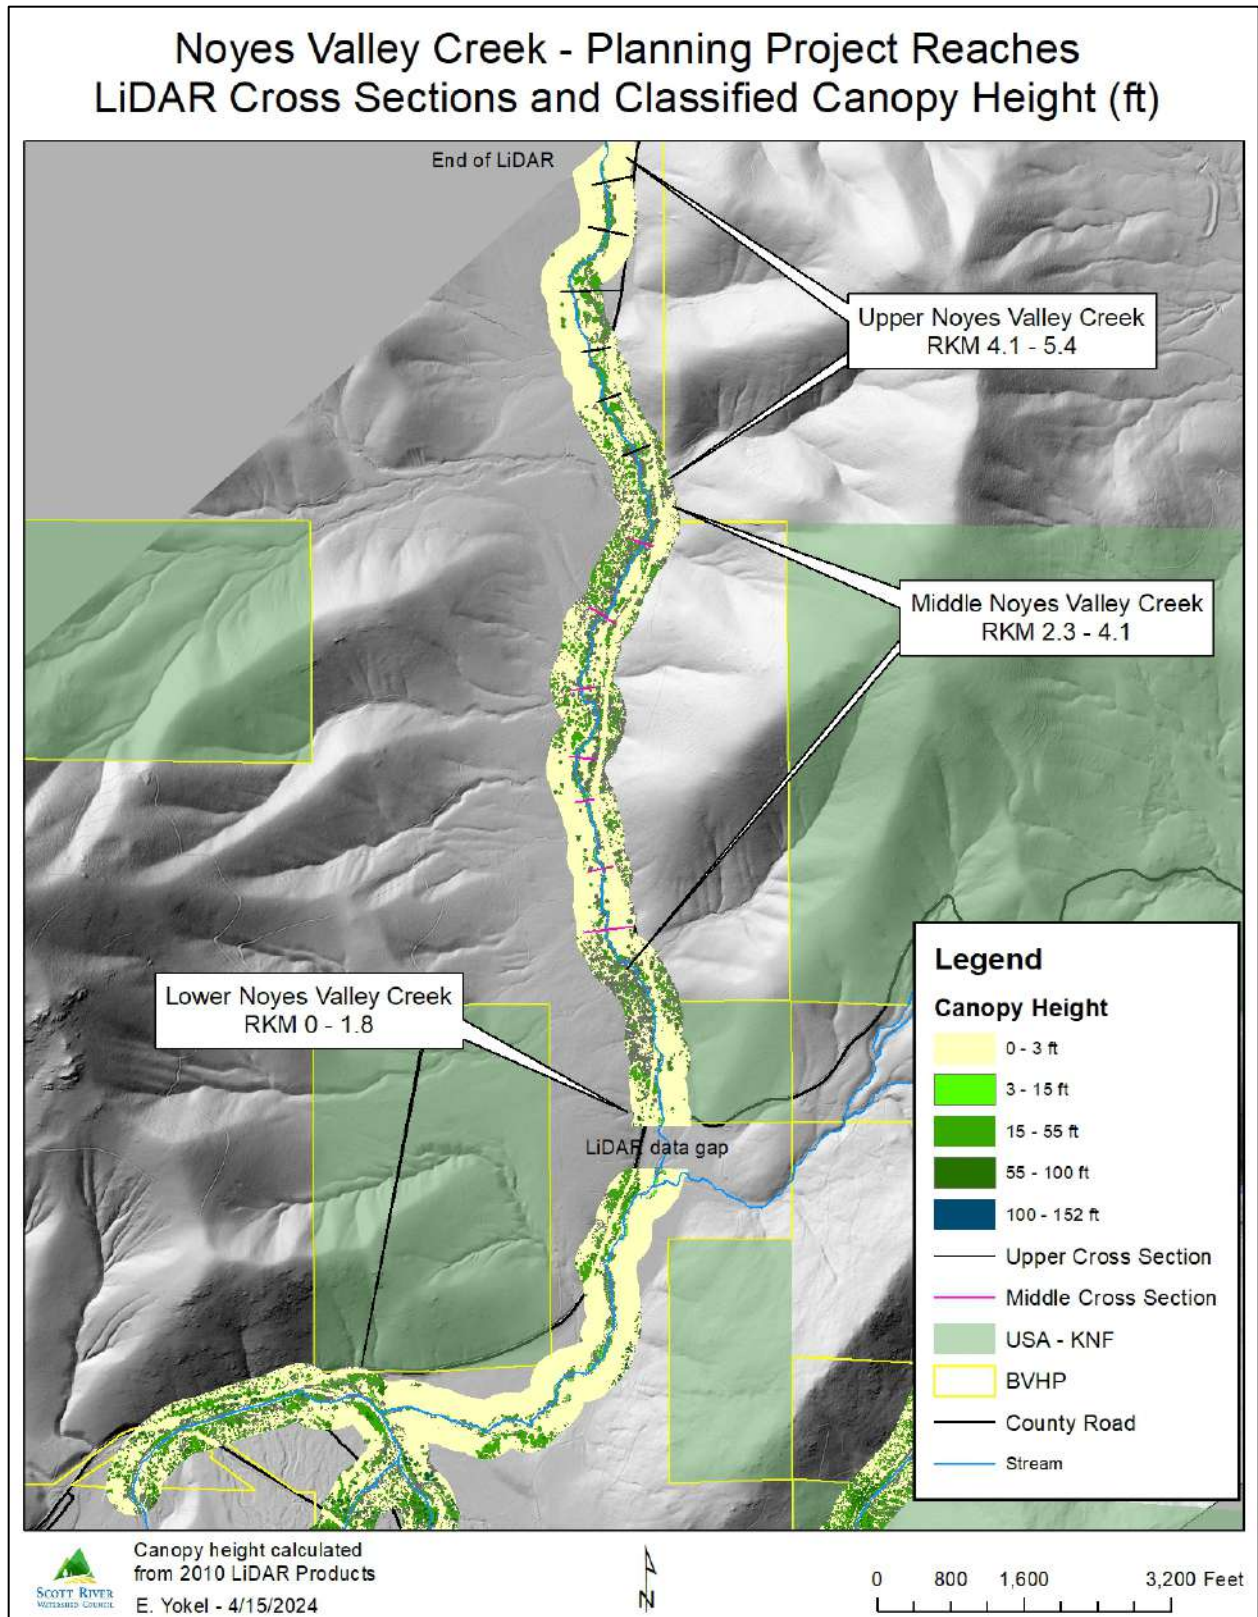 Noyes Valley Creek - Planning Project Reaches
LiDAR Cross Sections and Classified Canopy Height (ft)
End of LiDAR
Upper Noyes Valley Creek
RKM 4.1 - 5.4
Middle Noyes Valley Creek
RKM 2.3 - 4.1
Lower Noyes Valley Creek
RKM 0 - 1.8
LiDAR data gap
Legend
Canopy Height
0 - 3 ft
3 - 15 ft
15 - 55 ft
55 - 100 ft
100 - 152 ft
Upper Cross Section
Middle Cross Section
USA - KNF
BVHP
County Road
Stream
SCOTT RIVER
WATERSHED COUNCIL
Canopy height calculated
from 2010 LiDAR Products
E. Yokel - 4/15/2024
N
0 800 1,600 3,200 Feet